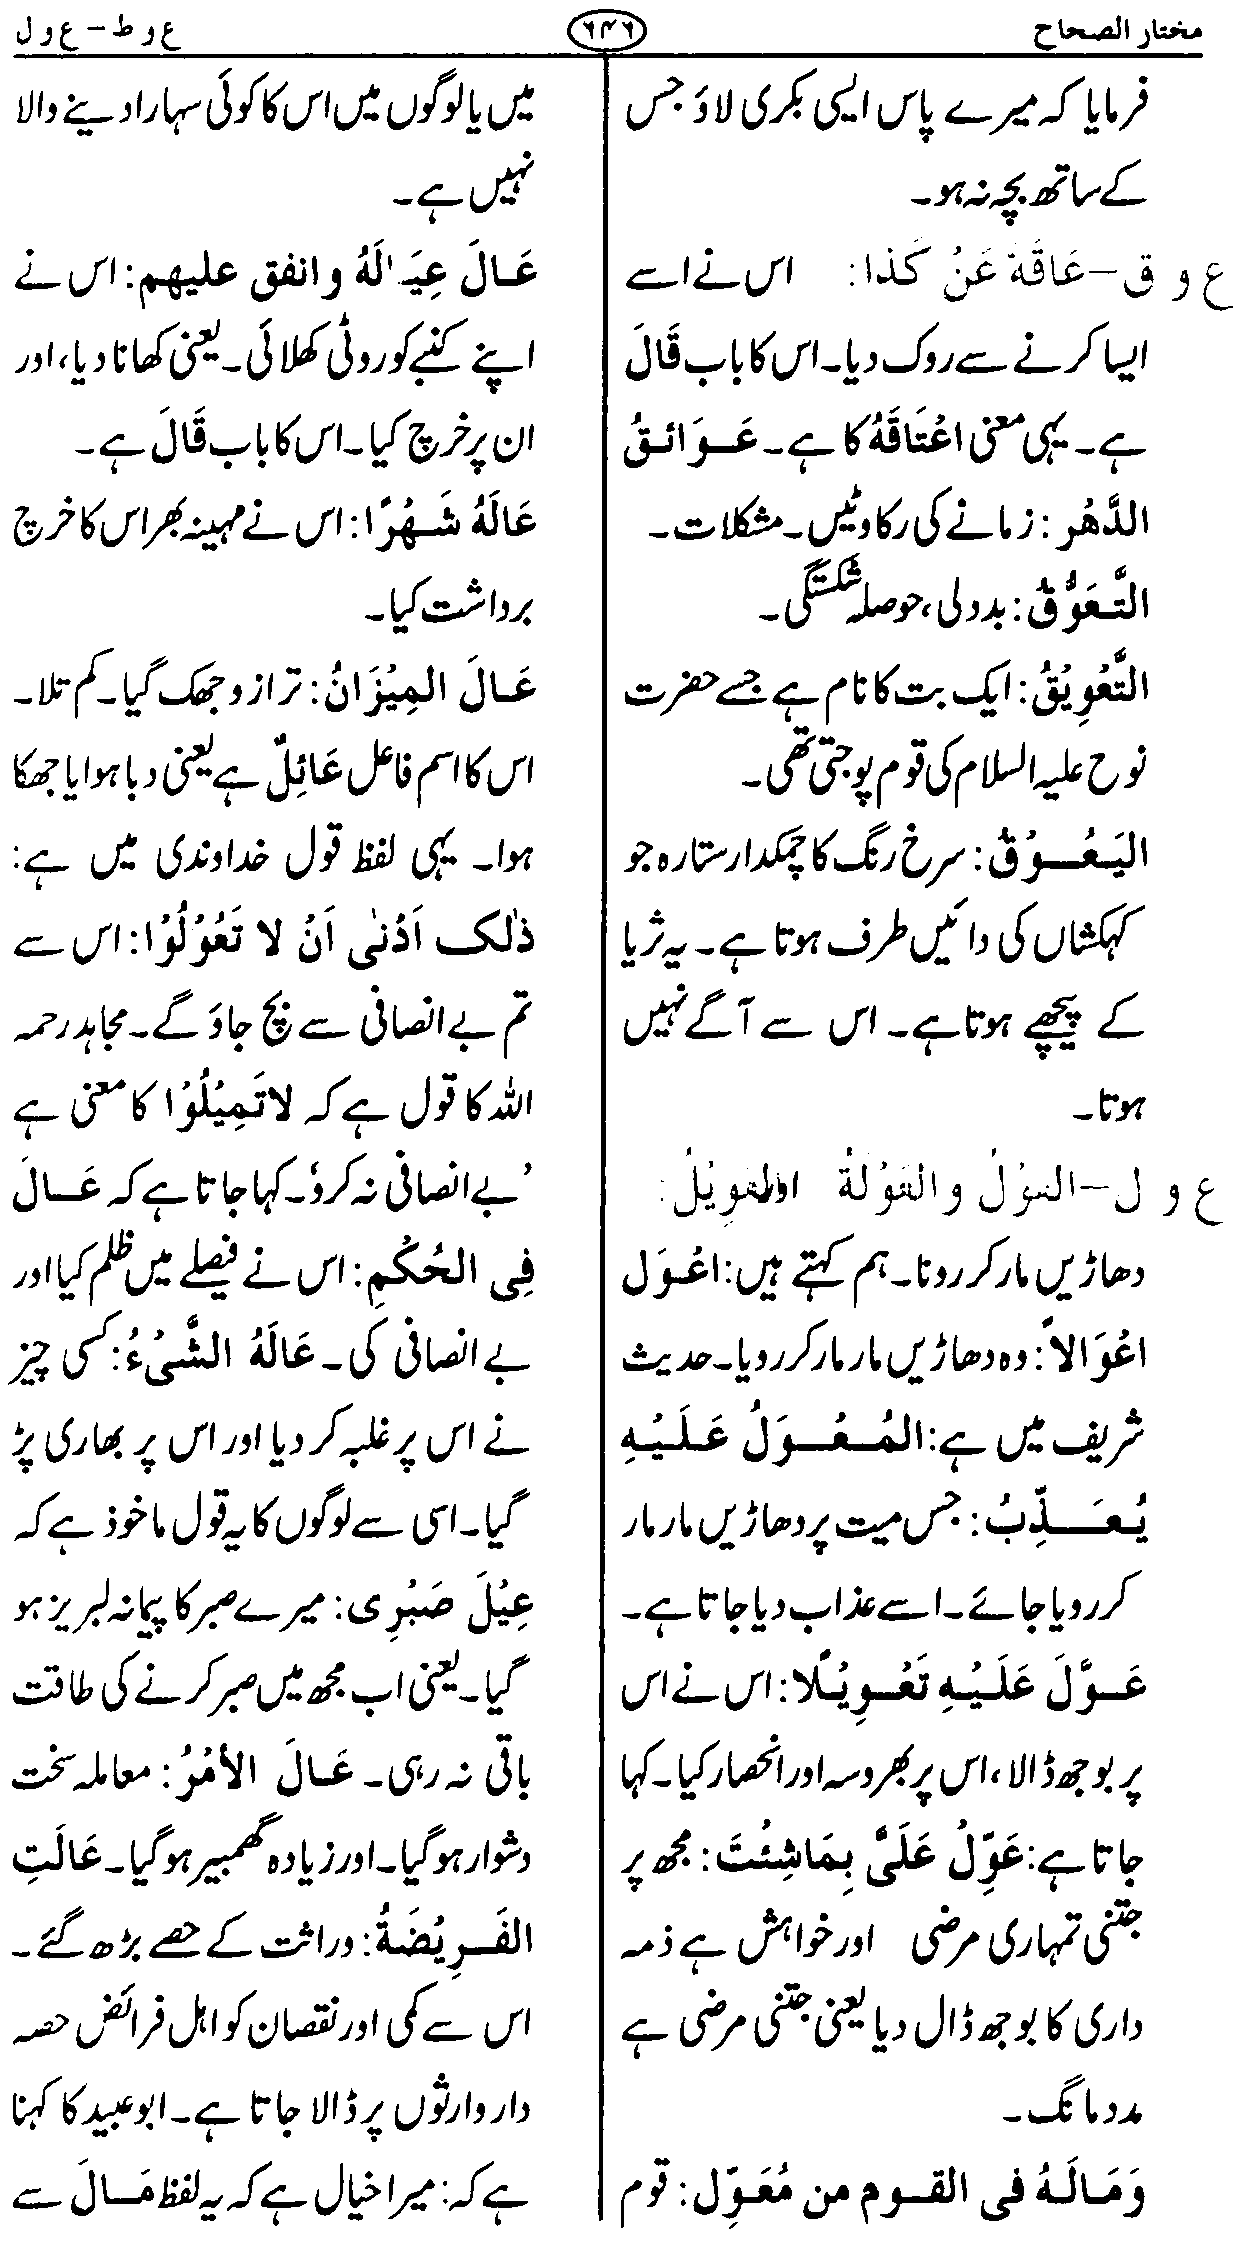 مختار الصحاح
۶۴۶
ع و ط – ع و ل
فرمایا کہ میرے پاس ایسی بکری لاؤ جس
کے ساتھ بچہ نہ ہو۔
ع و ق – عَاقَهٗ عَنْ كَذا: اس نے اسے
ایسا کرنے سے روک دیا۔ اس کا باب قَالَ
ہے۔ یہی معنی اعْتَاقَهُ کا ہے۔ عَوَائِقُ
الدَّهْر: زمانے کی رکاوٹیں۔ مشکلات۔
التَّعَوُّقُ: بددلی، حوصلہ شکستگی۔
التَّعْوِيْقُ: ایک بت کا نام ہے جسے حضرت
نوح علیہ السلام کی قوم پوجتی تھی۔
اليَعُوْقُ: سرخ رنگ کا چمکدار ستارہ جو
کہکشاں کی دائیں طرف ہوتا ہے۔ یہ ثریا
کے پیچھے ہوتا ہے۔ اس سے آگے نہیں
ہوتا۔
ع و ل – العَوْلُ و العَوْلَةُ اوالعَوِيْلُ:
دھاڑیں مار کر رونا۔ ہم کہتے ہیں: اعْوَل
اعْوَالاً: وہ دھاڑیں مار مار کر رویا۔ حدیث
شریف میں ہے: المُعْوَلُ عَلَيْهِ
يُعَذِّبُ: جس میت پر دھاڑیں مار مار
کر رویا جائے۔ اسے عذاب دیا جاتا ہے۔
عَوَّلَ عَلَيْهِ تَعْوِيْلًا: اس نے اس
پر بوجھ ڈالا، اس پر بھروسہ اور انحصار کیا۔ کہا
جاتا ہے: عَوِّلْ عَلَيَّ بِمَاشِئْتَ: مجھ پر
جتنی تمہاری مرضی اور خواہش ہے ذمہ
داری کا بوجھ ڈال دیا یعنی جتنی مرضی ہے
مدد مانگ۔
وَمَالَهُ فی القوم من مُعَوِّل: قوم
میں یا لوگوں میں اس کا کوئی سہارا دینے والا
نہیں ہے۔
عَالَ عِيَالَهُ وانفق علیهم: اس نے
اپنے کنبے کو روٹی کھلائی۔ یعنی کھانا دیا، اور
ان پر خرچ کیا۔ اس کا باب قَالَ ہے۔
عَالَهُ شَهْرًا: اس نے مہینہ بھر اس کا خرچ
برداشت کیا۔
عَالَ المِيْزَانُ: ترازو جھک گیا۔ کم تلا۔
اس کا اسم فاعل عَائِلٌ ہے یعنی دبا ہوا یا جھکا
ہوا۔ یہی لفظ قول خداوندی میں ہے:
ذٰلک اَدْنٰی اَنْ لا تَعُوْلُوْا: اس سے
تم بے انصافی سے بچ جاؤ گے۔ مجاہد رحمہ
اللہ کا قول ہے کہ لاتَمِيْلُوْا کا معنی ہے
'بے انصافی نہ کرو'۔ کہا جاتا ہے کہ عَالَ
فِی الحُكْمِ: اس نے فیصلے میں ظلم کیا اور
بے انصافی کی۔ عَالَهُ الشَّيْءُ: کسی چیز
نے اس پر غلبہ کر دیا اور اس پر بھاری پڑ
گیا۔ اسی سے لوگوں کا یہ قول ماخوذ ہے کہ
عِيْلَ صَبْرِی: میرے صبر کا پیمانہ لبریز ہو
گیا۔ یعنی اب مجھ میں صبر کرنے کی طاقت
باقی نہ رہی۔ عَالَ الأمْرُ: معاملہ سخت
دشوار ہو گیا۔ اور زیادہ گھمبیر ہو گیا۔ عَالَتِ
الفَرِيْضَةُ: وراثت کے حصے بڑھ گئے۔
اس سے کمی اور نقصان کو اہل فرائض حصہ
دار وارثوں پر ڈالا جاتا ہے۔ ابوعبید کا کہنا
ہے کہ: میرا خیال ہے کہ یہ لفظ مَالَ سے